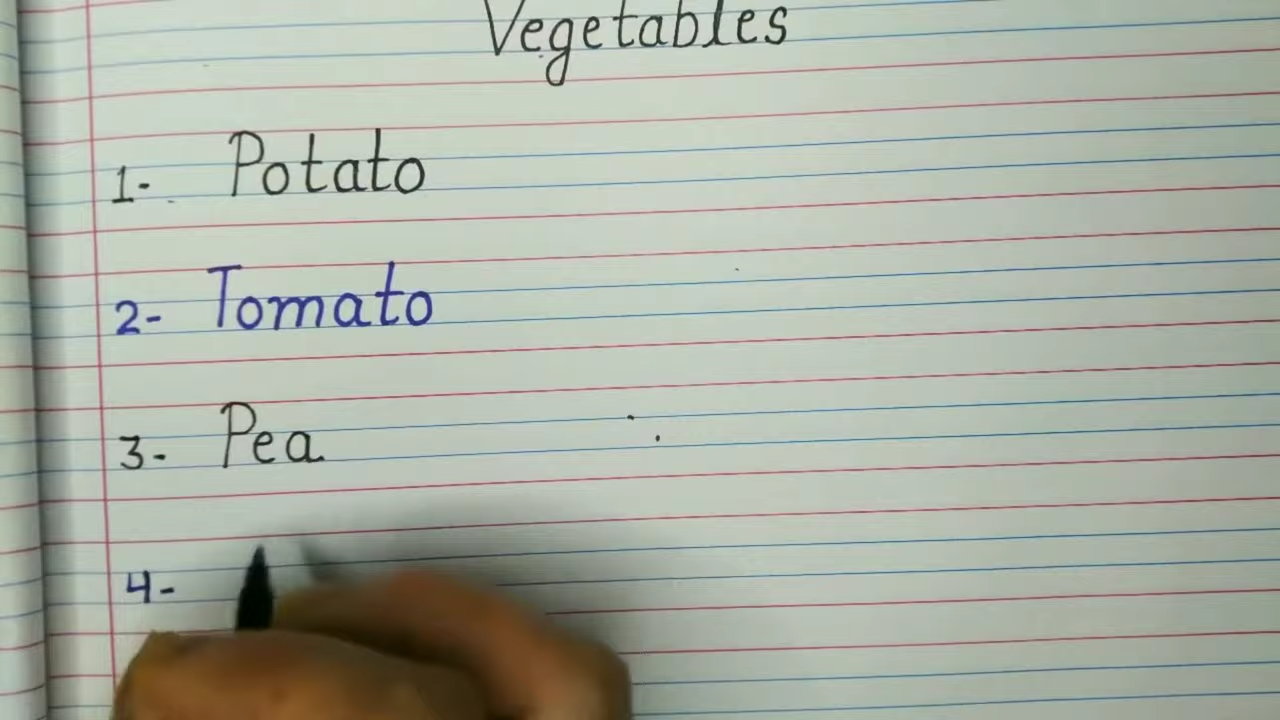 Vegetables
1- Potato
2- Tomato
3- Pea
4-